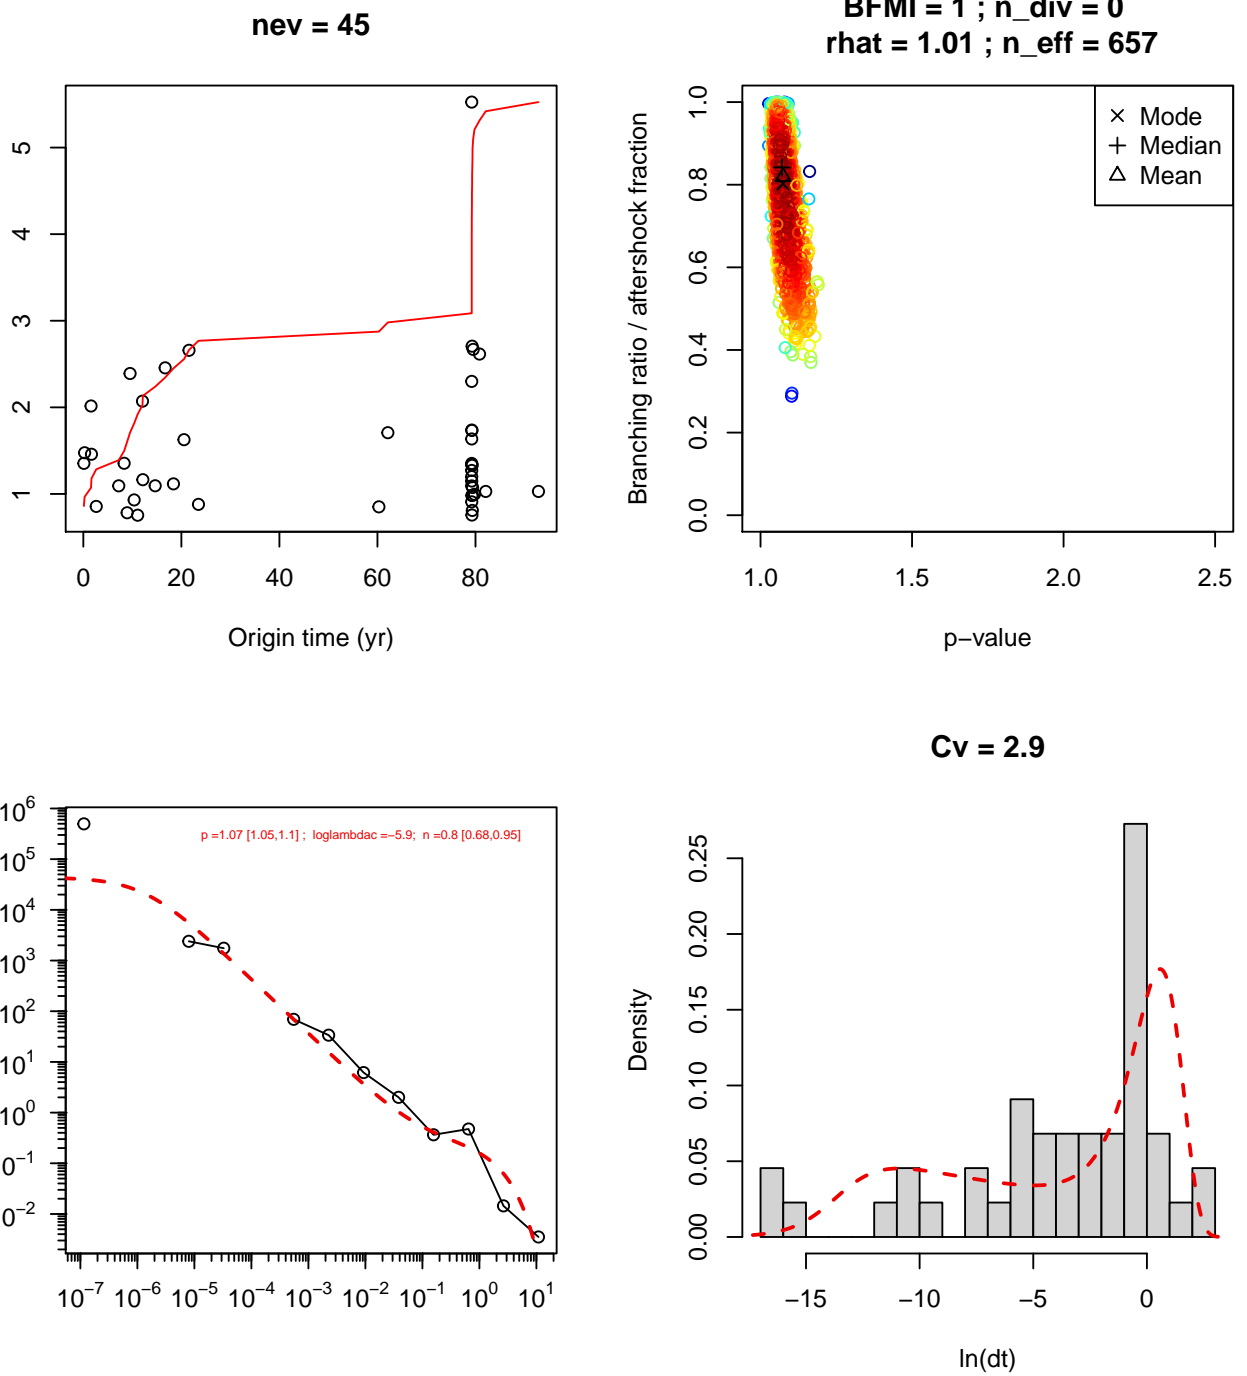 nev = 45
5
4
3
2
1
0 20 40 60 80
Origin time (yr)
BFMI = 1 ; n_div = 0
rhat = 1.01 ; n_eff = 657
Branching ratio / aftershock fraction
1.0
0.8
0.6
0.4
0.2
0.0
× Mode
+ Median
△ Mean
1.0 1.5 2.0 2.5
p−value
10^6
10^5
10^4
10^3
10^2
10^1
10^0
10^−1
10^−2
p =1.07 [1.05,1.1] ; loglambdac =−5.9; n =0.8 [0.68,0.95]
10^−7 10^−6 10^−5 10^−4 10^−3 10^−2 10^−1 10^0 10^1
Cv = 2.9
Density
0.25
0.20
0.15
0.10
0.05
0.00
−15 −10 −5 0
ln(dt)